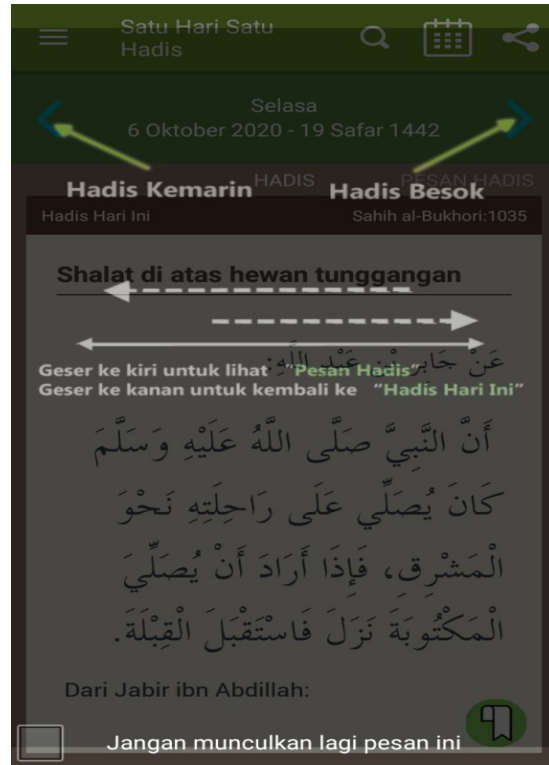 Satu Hari Satu
Hadis
Selasa
6 Oktober 2020 - 19 Safar 1442
Hadis Kemarin
HADIS
Hadis Besok
PESAN HADIS
Hadis Hari Ini
Sahih al-Bukhori:1035
Shalat di atas hewan tunggangan
عَنْ جَابِرِ بْنِ عَبْدِ اللَّهِ:
Geser ke kiri untuk lihat "Pesan Hadis"
Geser ke kanan untuk kembali ke "Hadis Hari Ini"
أَنَّ النَّبِيَّ صَلَّى اللَّهُ عَلَيْهِ وَسَلَّمَ
كَانَ يُصَلِّي عَلَى رَاحِلَتِهِ نَحْوَ
الْمَشْرِقِ، فَإِذَا أَرَادَ أَنْ يُصَلِّيَ
الْمَكْتُوبَةَ نَزَلَ فَاسْتَقْبَلَ الْقِبْلَةَ.
Dari Jabir ibn Abdillah:
Jangan munculkan lagi pesan ini